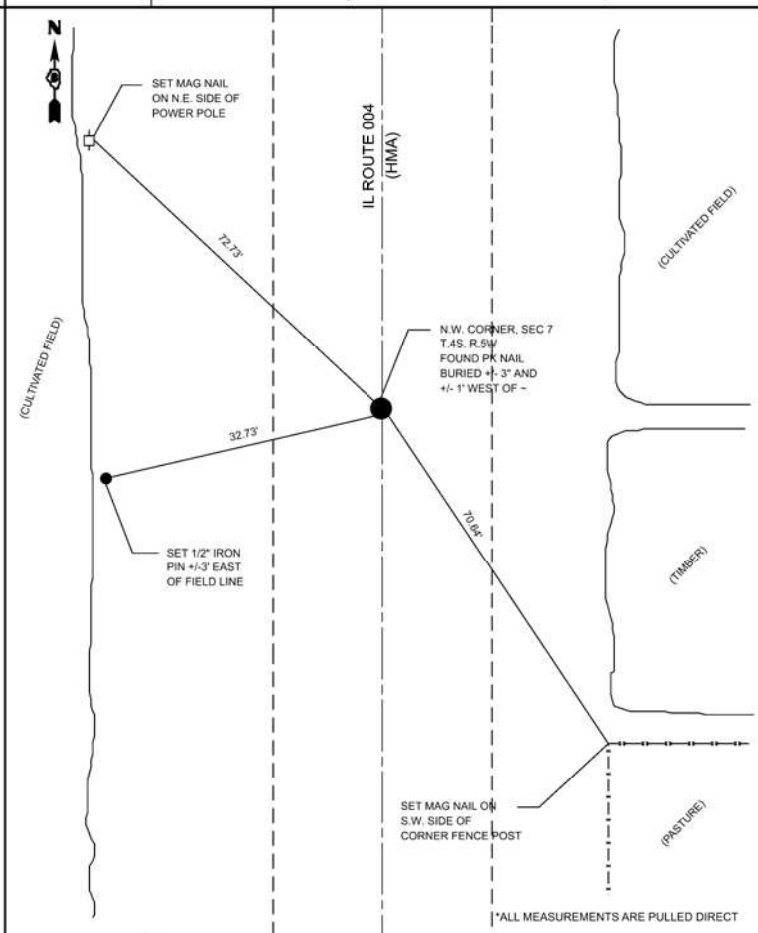 N
SET MAG NAIL
ON N.E. SIDE OF
POWER POLE
IL ROUTE 004
(HMA)
(CULTIVATED FIELD)
72.73'
(CULTIVATED FIELD)
N.W. CORNER, SEC 7
T.4S. R.5W
FOUND PK NAIL
BURIED +/- 3" AND
+/- 1' WEST OF ~
32.73'
SET 1/2" IRON
PIN +/-3' EAST
OF FIELD LINE
70.64'
(TIMBER)
SET MAG NAIL ON
S.W. SIDE OF
CORNER FENCE POST
(PASTURE)
*ALL MEASUREMENTS ARE PULLED DIRECT